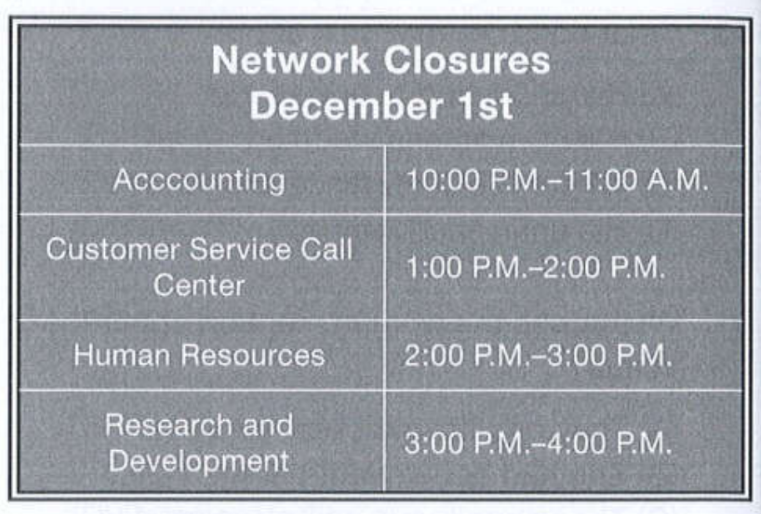 Network Closures
December 1st
Acccounting
10:00 P.M.–11:00 A.M.
Customer Service Call
Center
1:00 P.M.–2:00 P.M.
Human Resources
2:00 P.M.–3:00 P.M.
Research and
Development
3:00 P.M.–4:00 P.M.